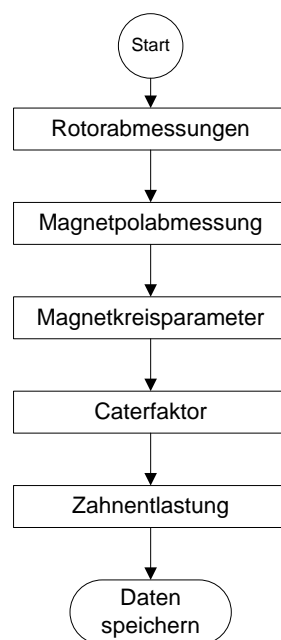 Start
Rotorabmessungen
Magnetpolabmessung
Magnetkreisparameter
Caterfaktor
Zahnentlastung
Daten
speichern